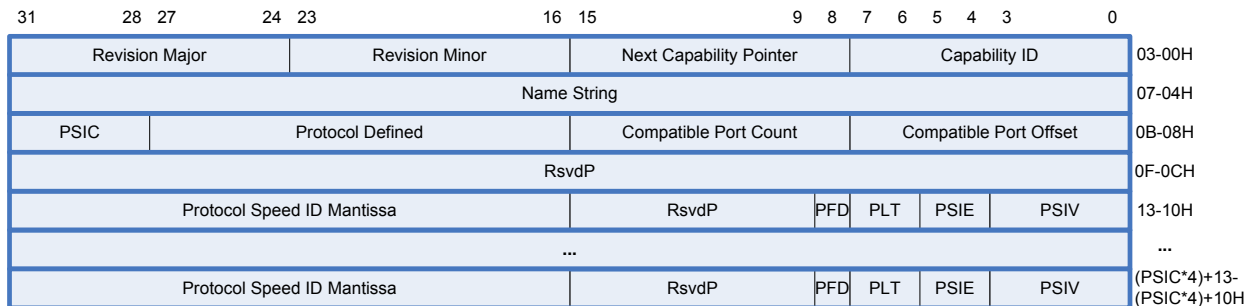 31 28 27 24 23 16 15 9 8 7 6 5 4 3 0
Revision Major Revision Minor Next Capability Pointer Capability ID 03-00H
Name String 07-04H
PSIC Protocol Defined Compatible Port Count Compatible Port Offset 0B-08H
RsvdP 0F-0CH
Protocol Speed ID Mantissa RsvdP PFD PLT PSIE PSIV 13-10H
... ...
Protocol Speed ID Mantissa RsvdP PFD PLT PSIE PSIV (PSIC*4)+13-
(PSIC*4)+10H